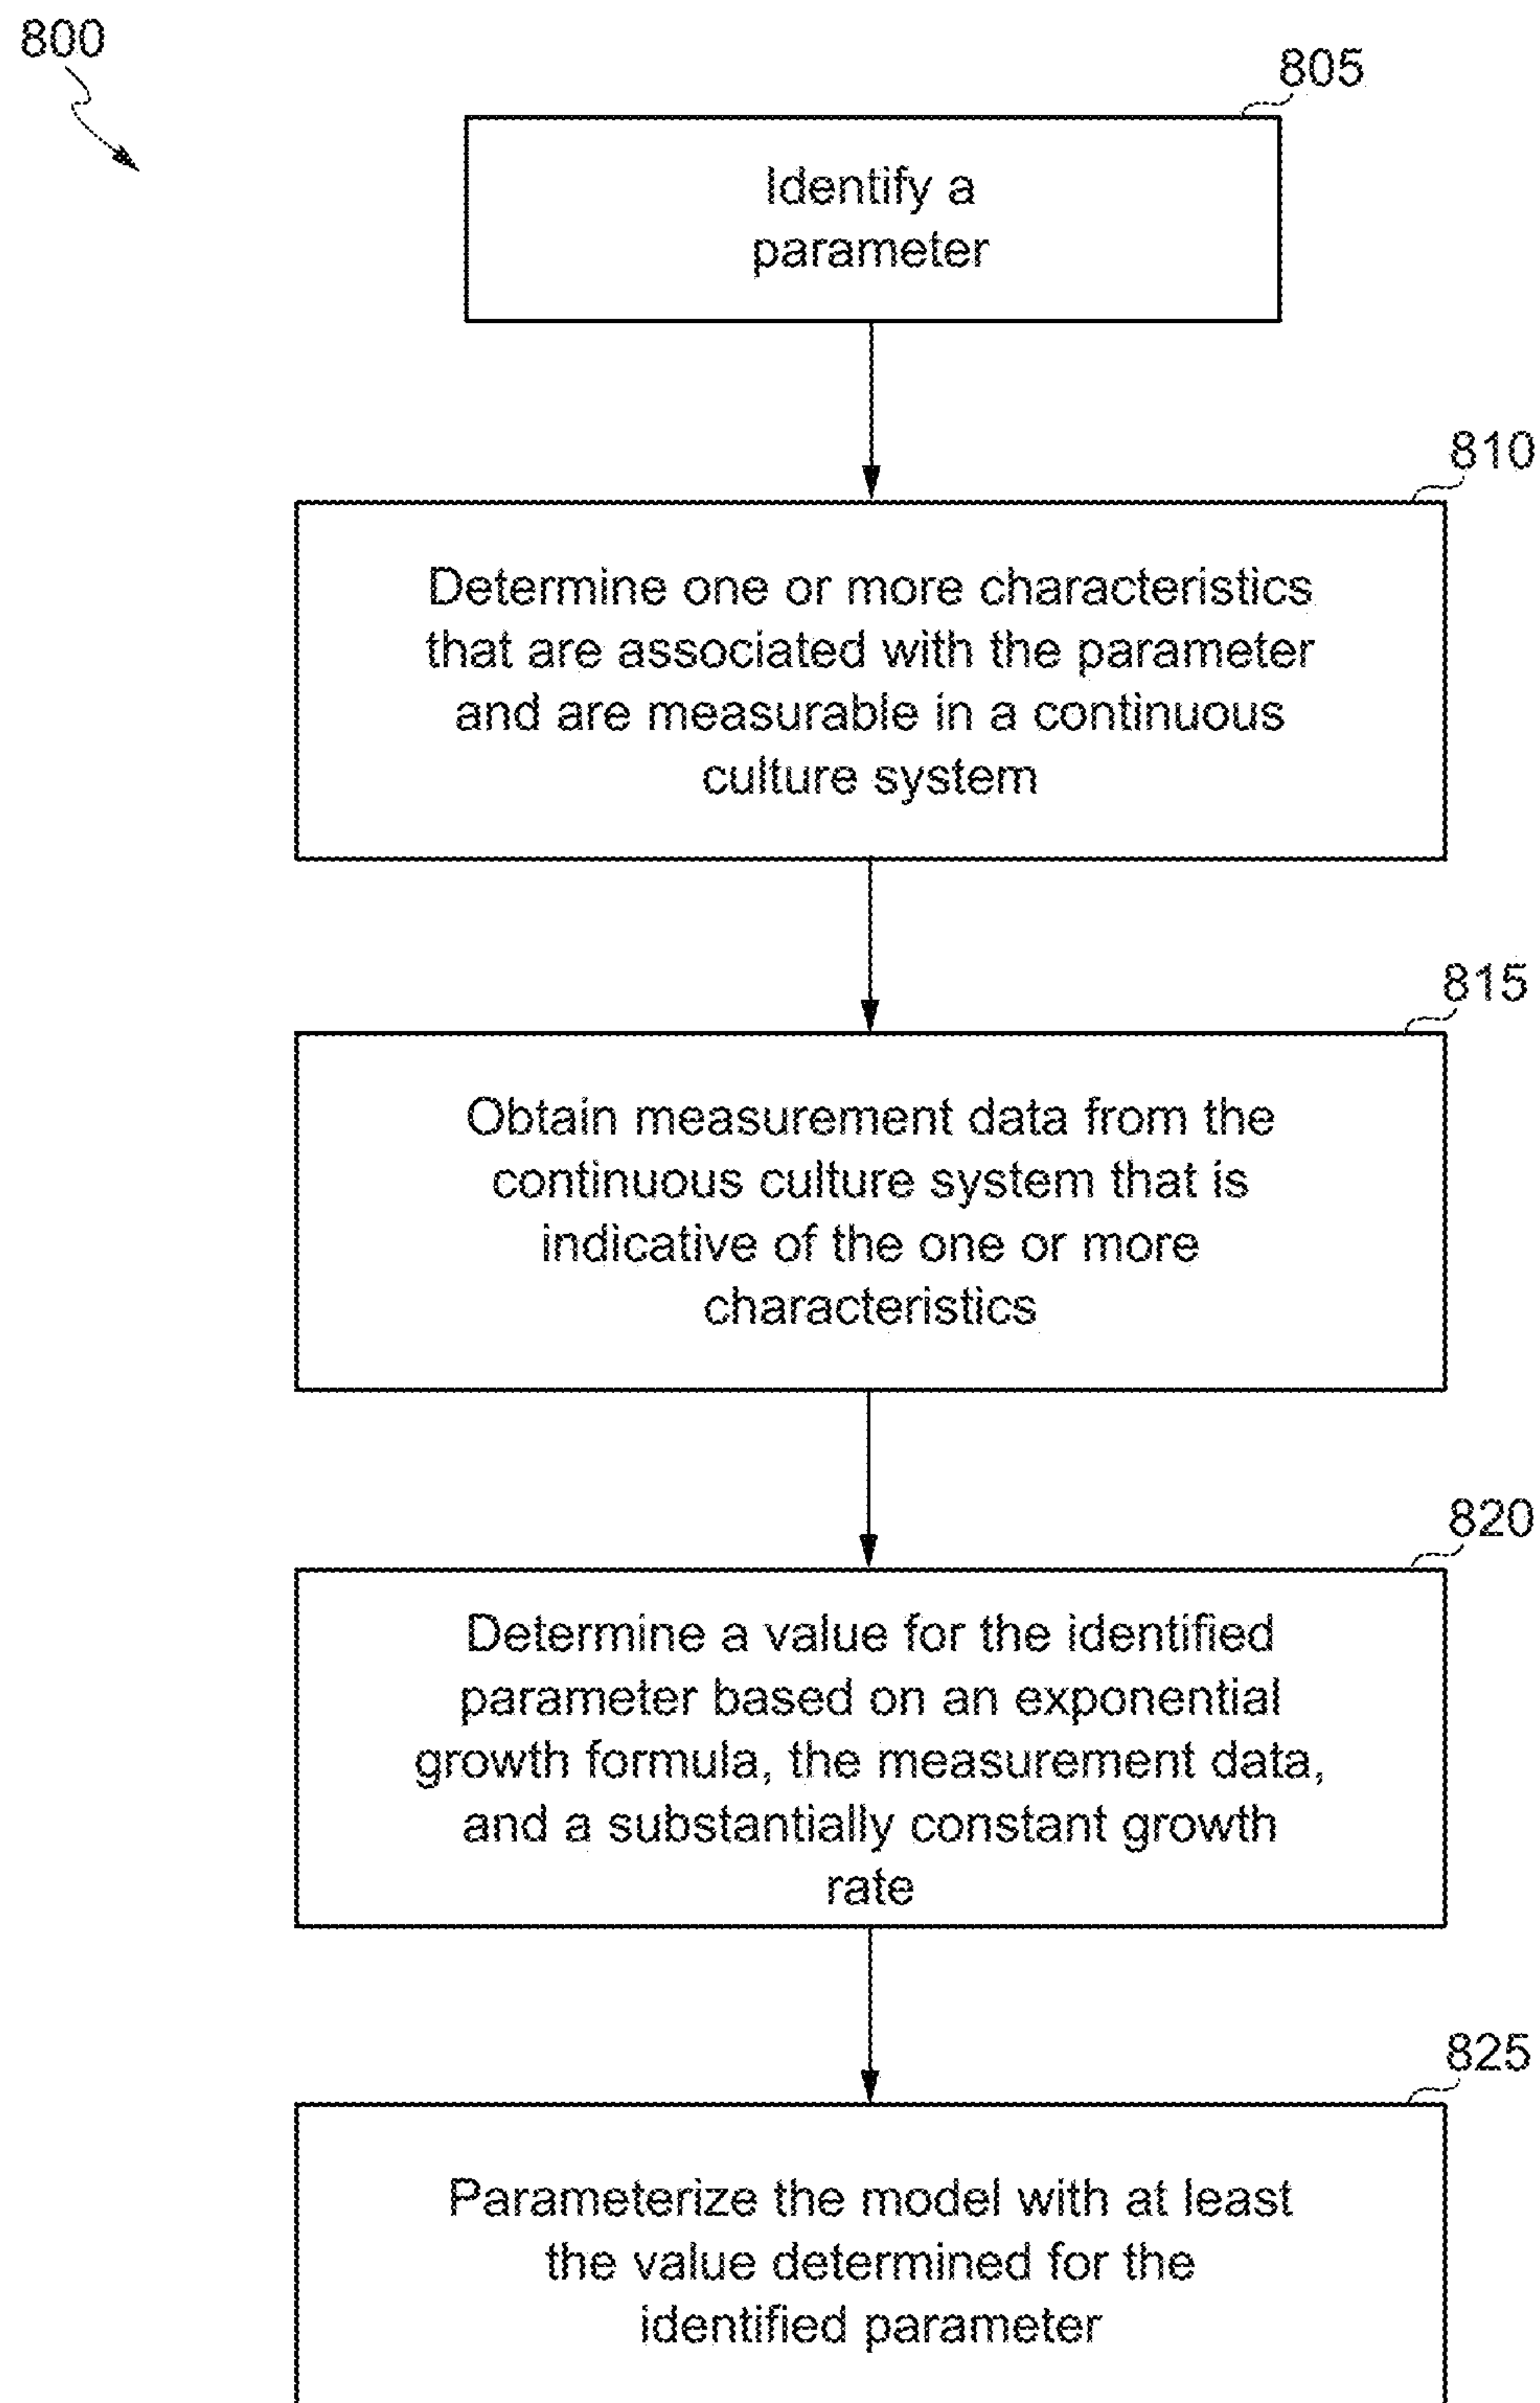 800
805
Identify a
parameter
810
Determine one or more characteristics
that are associated with the parameter
and are measurable in a continuous
culture system
815
Obtain measurement data from the
continuous culture system that is
indicative of the one or more
characteristics
820
Determine a value for the identified
parameter based on an exponential
growth formula, the measurement data,
and a substantially constant growth
rate
825
Parameterize the model with at least
the value determined for the
identified parameter